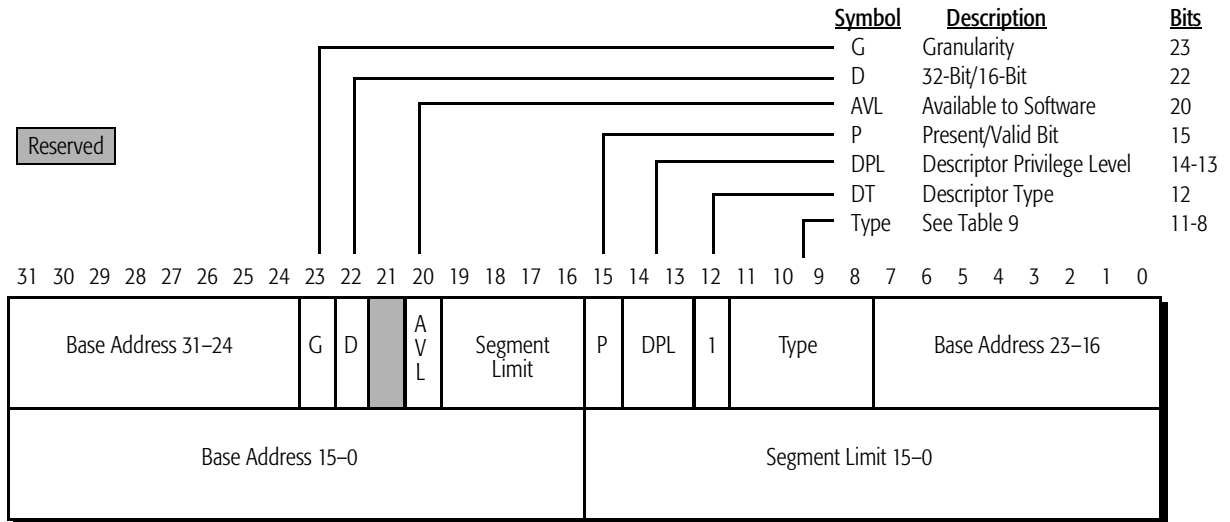 Symbol Description Bits
G Granularity 23
D 32-Bit/16-Bit 22
AVL Available to Software 20
P Present/Valid Bit 15
DPL Descriptor Privilege Level 14-13
DT Descriptor Type 12
Type See Table 9 11-8
Reserved
31 30 29 28 27 26 25 24 23 22 21 20 19 18 17 16 15 14 13 12 11 10 9 8 7 6 5 4 3 2 1 0
Base Address 31–24
G
D
A
V
L
Segment
Limit
P
DPL
1
Type
Base Address 23–16
Base Address 15–0
Segment Limit 15–0